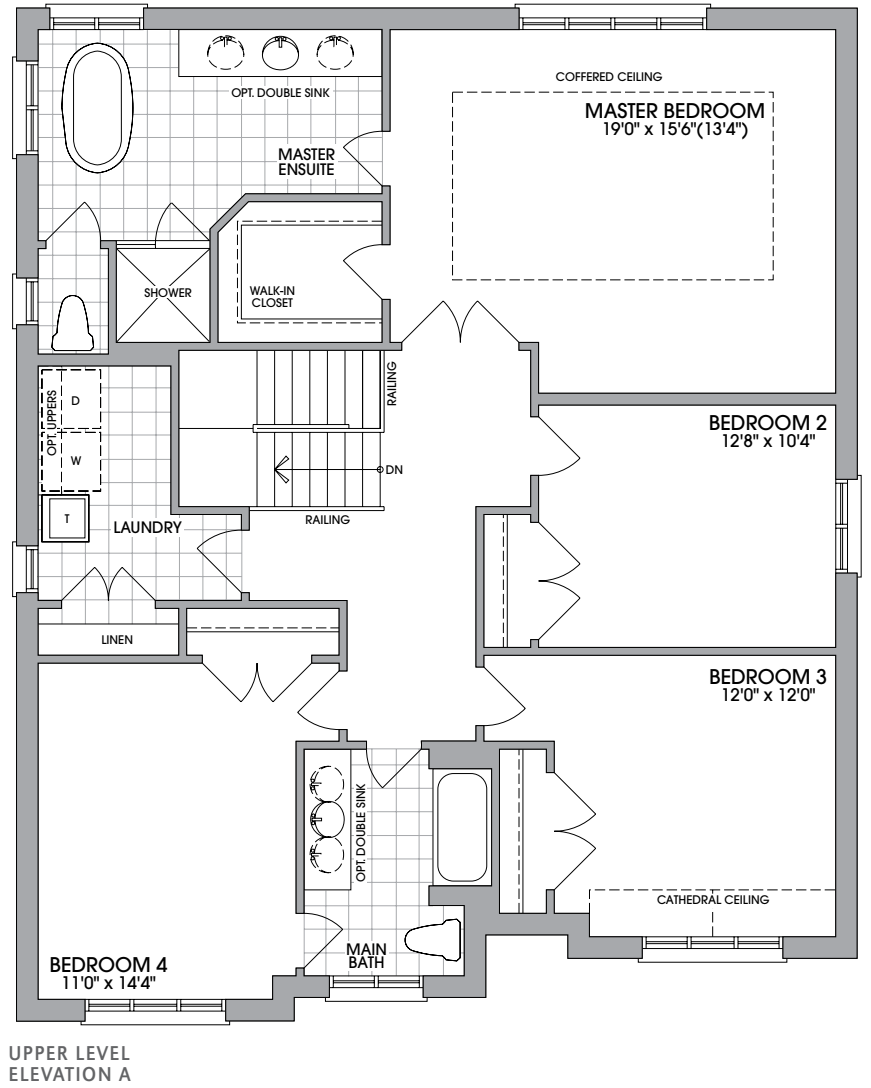 COFFERED CEILING
OPT. DOUBLE SINK
MASTER BEDROOM
19'0" x 15'6"(13'4")
MASTER
ENSUITE
SHOWER
WALK-IN
CLOSET
RAILING
OPT. UPPERS
D
W
T
DN
RAILING
LAUNDRY
BEDROOM 2
12'8" x 10'4"
LINEN
BEDROOM 3
12'0" x 12'0"
OPT. DOUBLE SINK
CATHEDRAL CEILING
MAIN
BATH
BEDROOM 4
11'0" x 14'4"
UPPER LEVEL
ELEVATION A